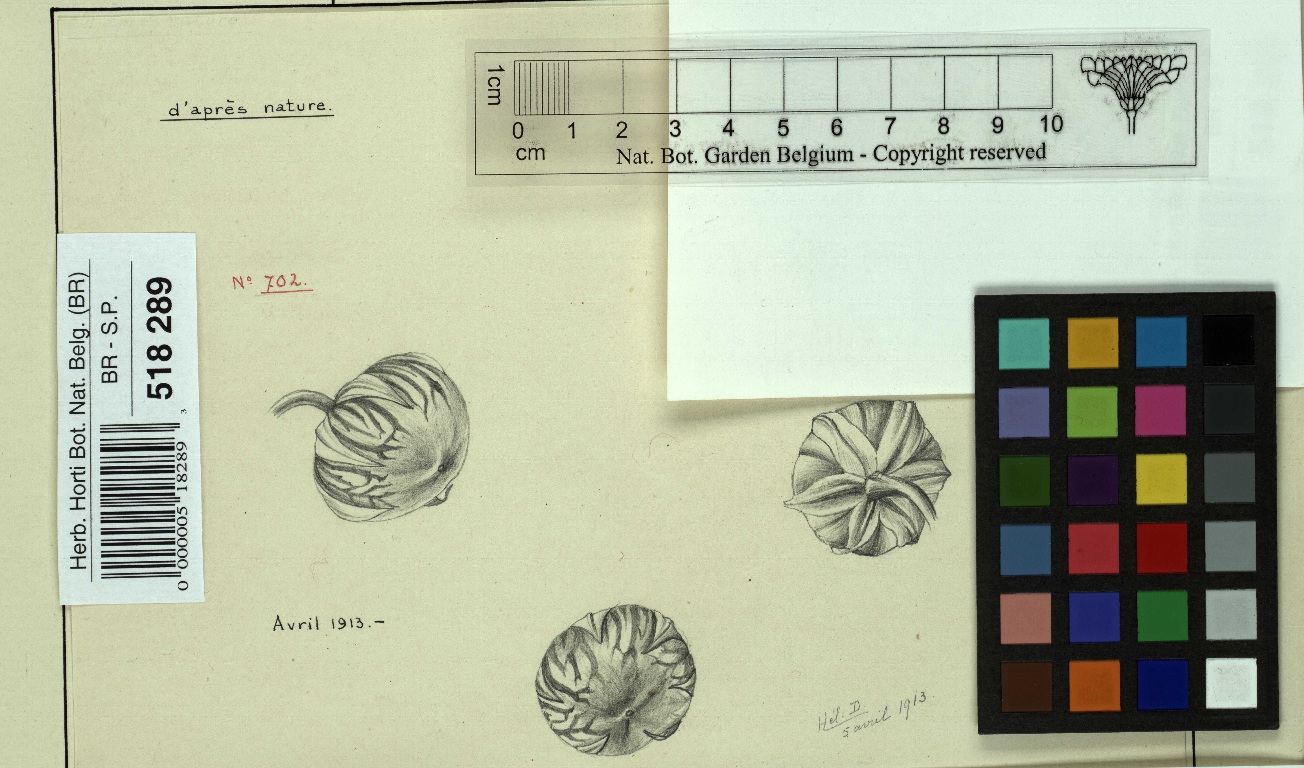 d'après nature.
1cm
0 1 2 3 4 5 6 7 8 9 10
cm
Nat. Bot. Garden Belgium - Copyright reserved
Herb. Horti Bot. Nat. Belg. (BR)
BR - S.P.
518 289
0 000005 18289 3
Nº 702.
Avril 1913.-
Hél. D.
5 avril 1913.